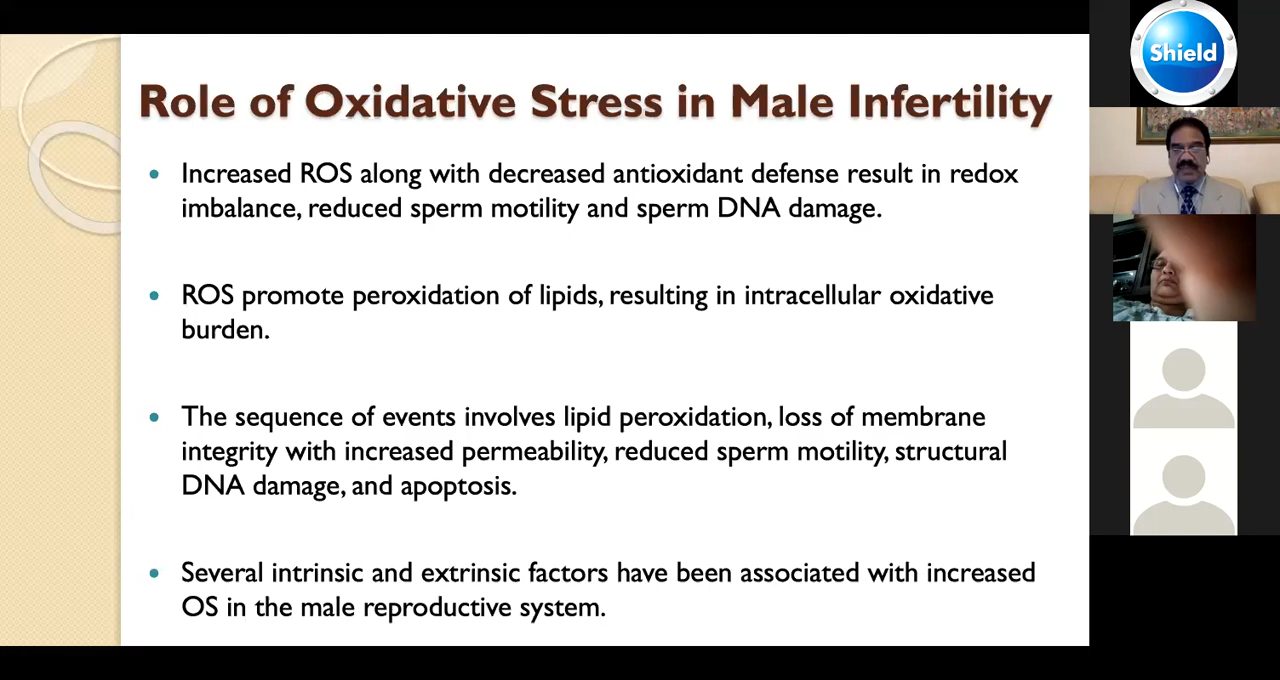 Role of Oxidative Stress in Male Infertility
Increased ROS along with decreased antioxidant defense result in redox
imbalance, reduced sperm motility and sperm DNA damage.
ROS promote peroxidation of lipids, resulting in intracellular oxidative
burden.
The sequence of events involves lipid peroxidation, loss of membrane
integrity with increased permeability, reduced sperm motility, structural
DNA damage, and apoptosis.
Several intrinsic and extrinsic factors have been associated with increased
OS in the male reproductive system.
Shield